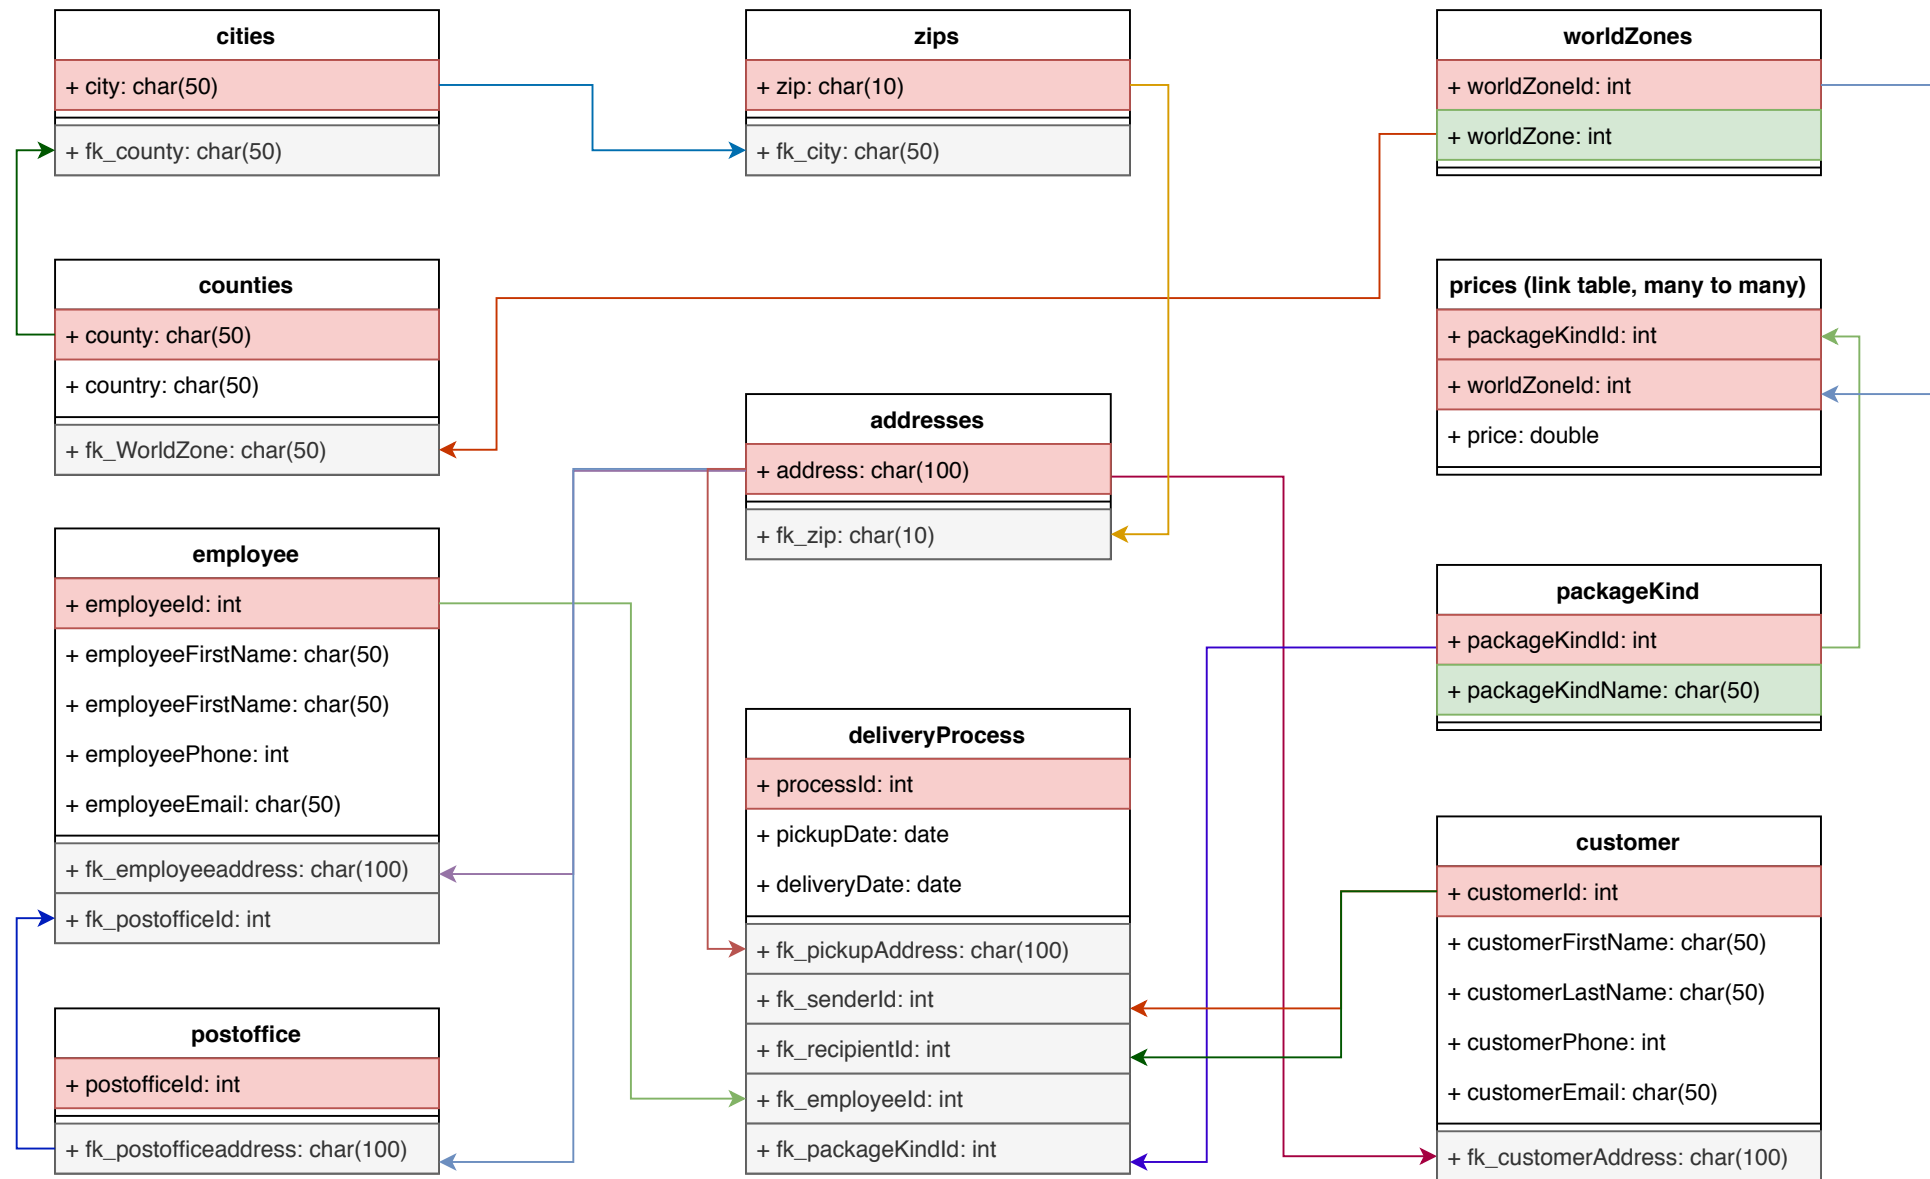 cities
+ city: char(50)
+ fk_county: char(50)
zips
+ zip: char(10)
+ fk_city: char(50)
worldZones
+ worldZoneId: int
+ worldZone: int
counties
+ county: char(50)
+ country: char(50)
+ fk_WorldZone: char(50)
prices (link table, many to many)
+ packageKindId: int
+ worldZoneId: int
+ price: double
addresses
+ address: char(100)
+ fk_zip: char(10)
employee
+ employeeId: int
+ employeeFirstName: char(50)
+ employeeFirstName: char(50)
+ employeePhone: int
+ employeeEmail: char(50)
+ fk_employeeaddress: char(100)
+ fk_postofficeId: int
packageKind
+ packageKindId: int
+ packageKindName: char(50)
deliveryProcess
+ processId: int
+ pickupDate: date
+ deliveryDate: date
+ fk_pickupAddress: char(100)
+ fk_senderId: int
+ fk_recipientId: int
+ fk_employeeId: int
+ fk_packageKindId: int
customer
+ customerId: int
+ customerFirstName: char(50)
+ customerLastName: char(50)
+ customerPhone: int
+ customerEmail: char(50)
+ fk_customerAddress: char(100)
postoffice
+ postofficeId: int
+ fk_postofficeaddress: char(100)